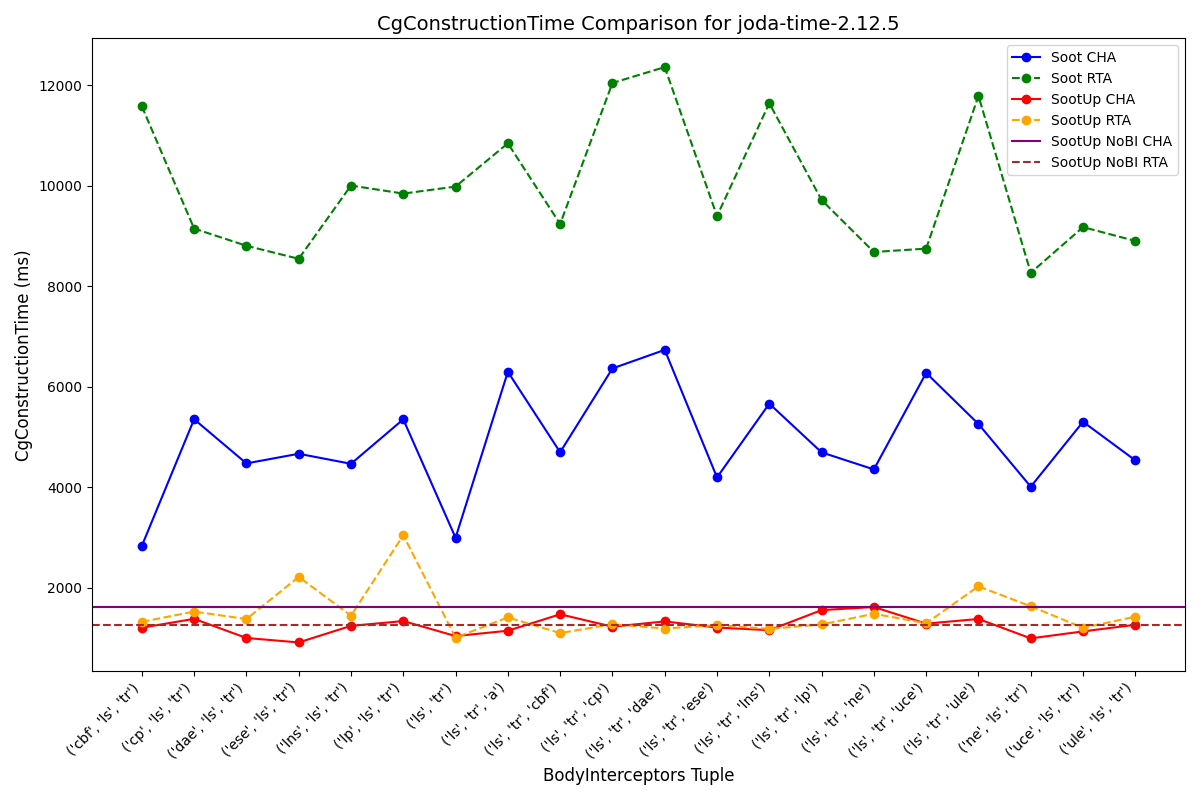 CgConstructionTime Comparison for joda-time-2.12.5
Soot CHA
Soot RTA
SootUp CHA
SootUp RTA
SootUp NoBI CHA
SootUp NoBI RTA
CgConstructionTime (ms)
12000
10000
8000
6000
4000
2000
('cbf', 'ls', 'tr')
('cp', 'ls', 'tr')
('dae', 'ls', 'tr')
('ese', 'ls', 'tr')
('lns', 'ls', 'tr')
('lp', 'ls', 'tr')
('ls', 'tr')
('ls', 'tr', 'a')
('ls', 'tr', 'cbf')
('ls', 'tr', 'cp')
('ls', 'tr', 'dae')
('ls', 'tr', 'ese')
('ls', 'tr', 'lns')
('ls', 'tr', 'lp')
('ls', 'tr', 'ne')
('ls', 'tr', 'uce')
('ls', 'tr', 'ule')
('ne', 'ls', 'tr')
('uce', 'ls', 'tr')
('ule', 'ls', 'tr')
BodyInterceptors Tuple